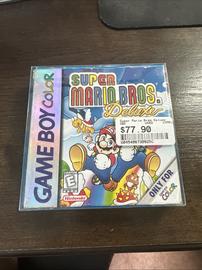 SUPER
MARIO BROS.
Deluxe
GAME BOY COLOR
Super Mario Bros Deluxe
$77.90
E
Nintendo
ONLY FOR
COLOR